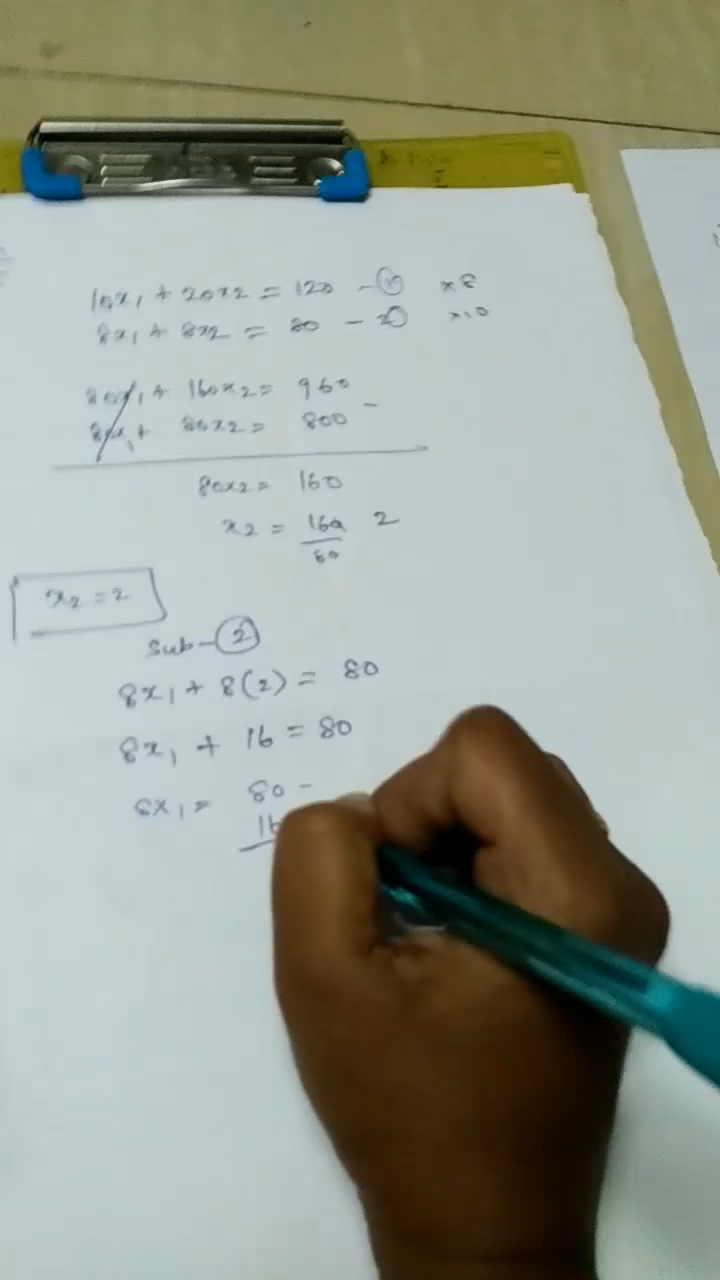 10x₁ + 20x2 = 120 - ① ×8
8x₁ + 8x2 = 80 - ② ×10
80x₁ + 160x2 = 960
80x₁ + 80x2 = 800 -
80x2 = 160
x2 = 160/80 2
x₂ = 2
Sub - ②
8x₁ + 8(2) = 80
8x₁ + 16 = 80
8x₁ = 80 -
16